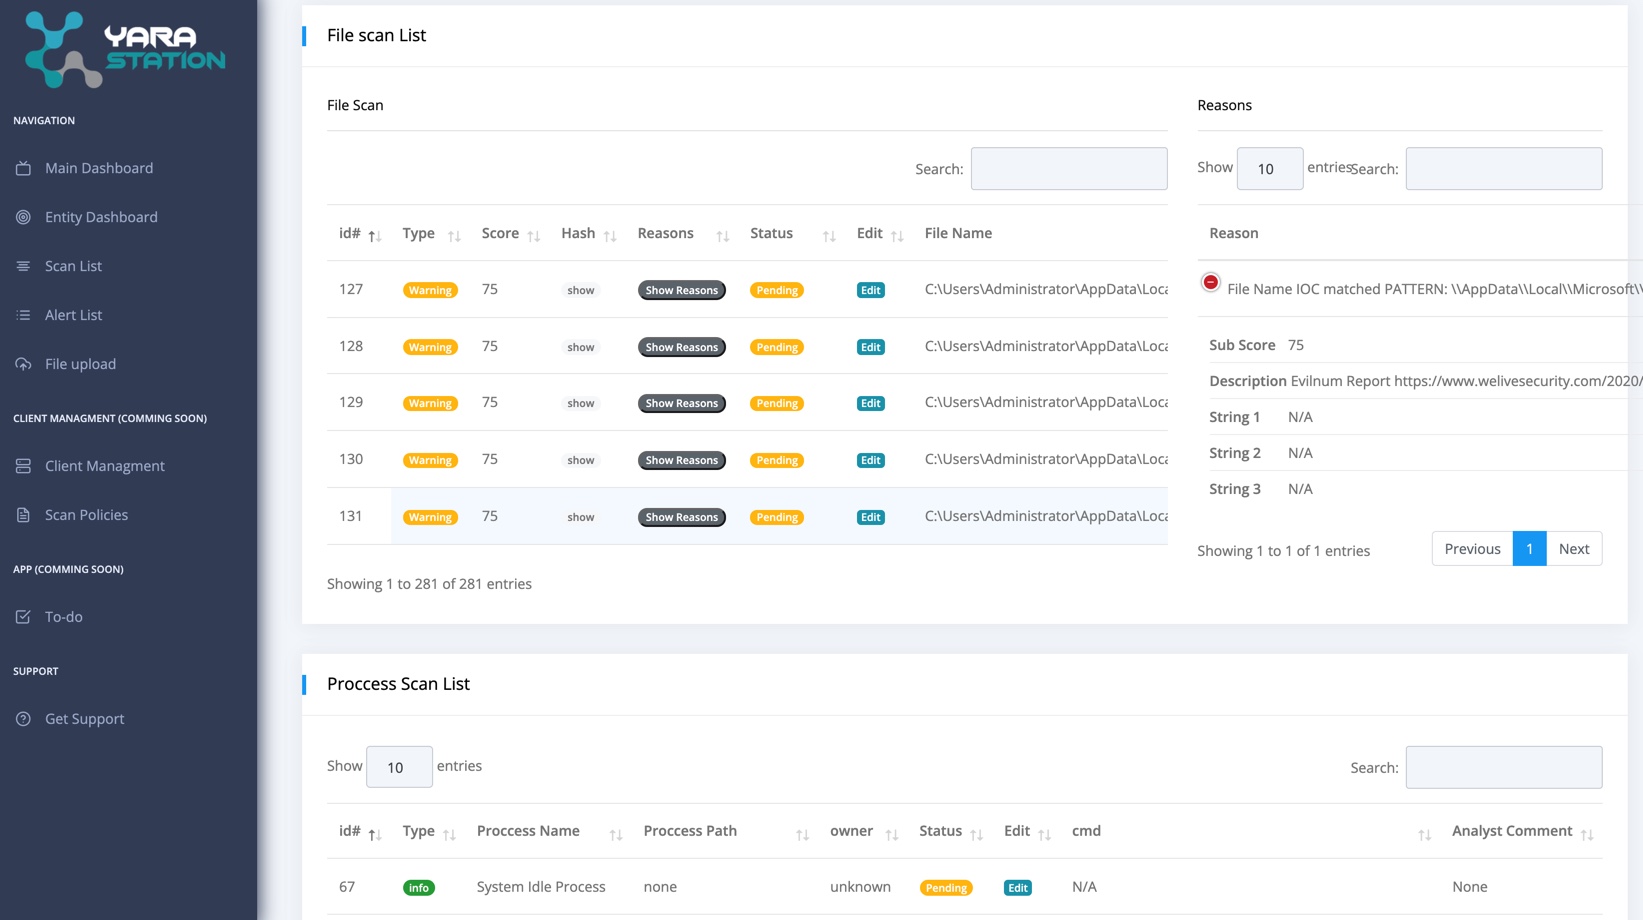 YARA
STATION
NAVIGATION
Main Dashboard
Entity Dashboard
Scan List
Alert List
File upload
CLIENT MANAGMENT (COMMING SOON)
Client Managment
Scan Policies
APP (COMMING SOON)
To-do
SUPPORT
Get Support
File scan List
File Scan
Search:
id# Type Score Hash Reasons Status Edit File Name
127 Warning 75 show Show Reasons Pending Edit C:\Users\Administrator\AppData\Loca
128 Warning 75 show Show Reasons Pending Edit C:\Users\Administrator\AppData\Loca
129 Warning 75 show Show Reasons Pending Edit C:\Users\Administrator\AppData\Loca
130 Warning 75 show Show Reasons Pending Edit C:\Users\Administrator\AppData\Loca
131 Warning 75 show Show Reasons Pending Edit C:\Users\Administrator\AppData\Loca
Showing 1 to 281 of 281 entries
Reasons
Show 10 entries Search:
Reason
File Name IOC matched PATTERN: \\AppData\\Local\\Microsoft\\
Sub Score 75
Description Evilnum Report https://www.welivesecurity.com/2020/
String 1 N/A
String 2 N/A
String 3 N/A
Showing 1 to 1 of 1 entries
Previous 1 Next
Proccess Scan List
Show 10 entries
Search:
id# Type Proccess Name Proccess Path owner Status Edit cmd Analyst Comment
67 info System Idle Process none unknown Pending Edit N/A None